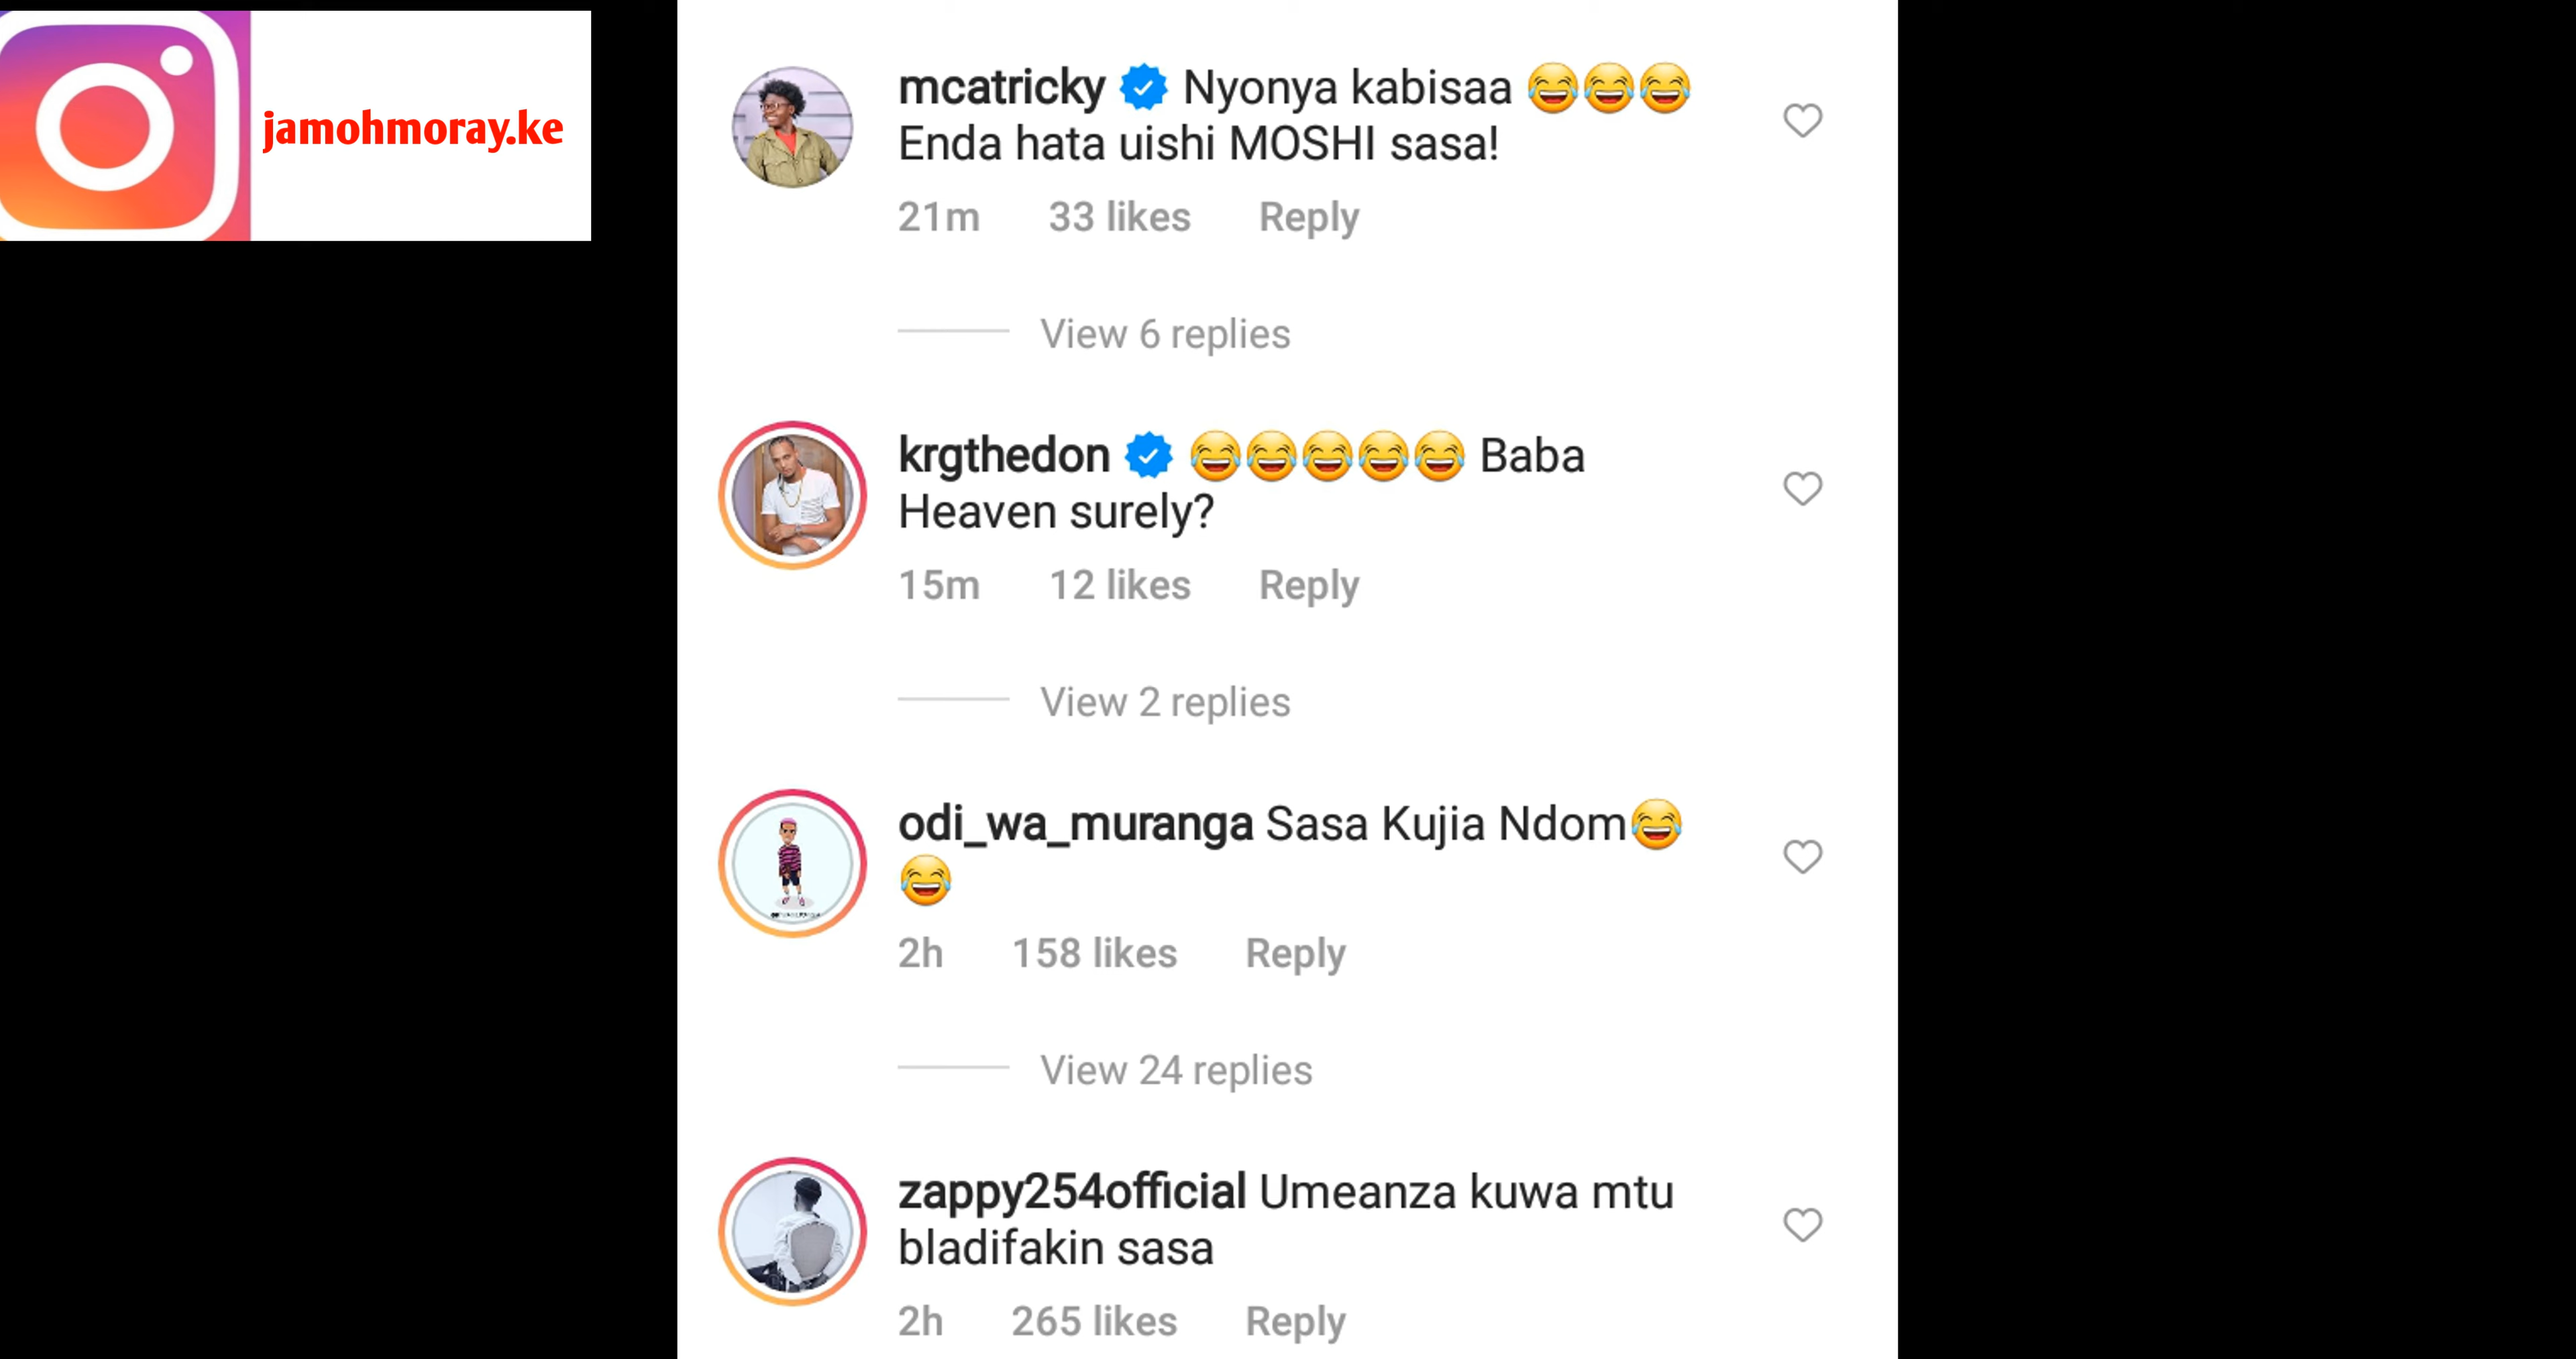 jamohmoray.ke
mcatricky Nyonya kabisaa 😂😂😂
Enda hata uishi MOSHI sasa!
21m 33 likes Reply
View 6 replies
krgthedon 😂😂😂😂😂 Baba
Heaven surely?
15m 12 likes Reply
View 2 replies
odi_wa_muranga Sasa Kujia Ndom😂
😂
2h 158 likes Reply
View 24 replies
zappy254official Umeanza kuwa mtu
bladifakin sasa
2h 265 likes Reply